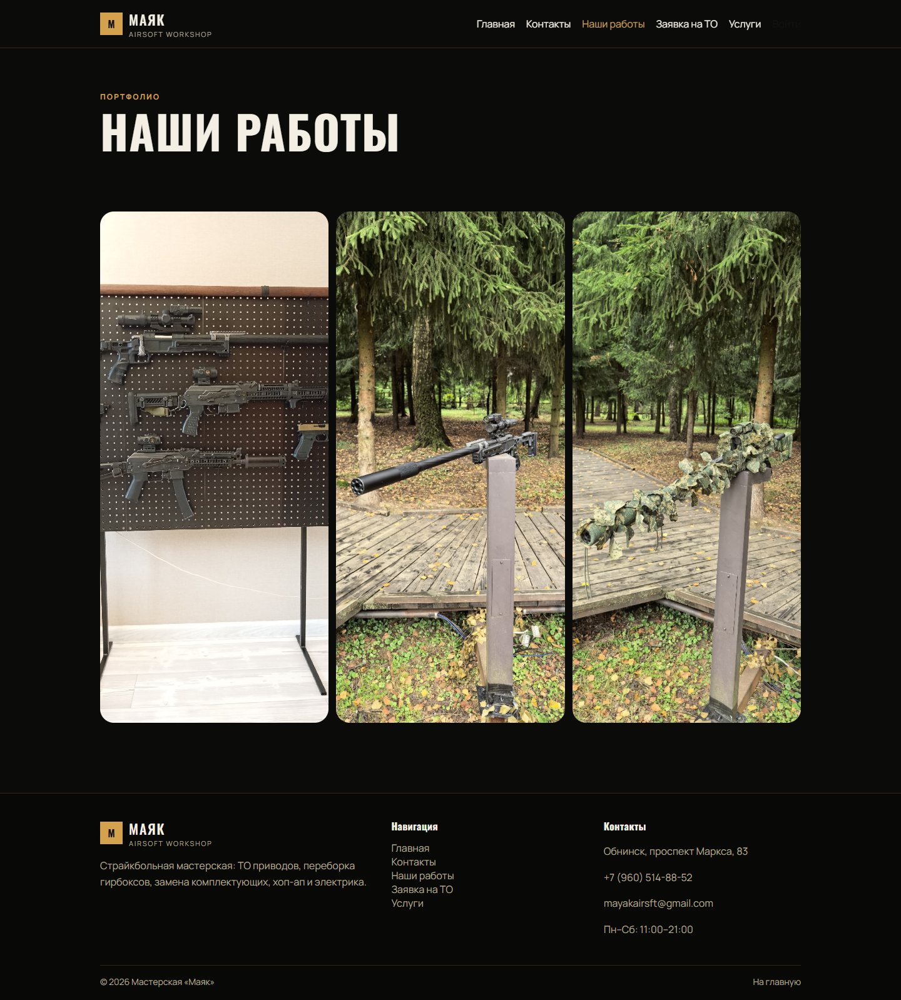 М
МАЯК
AIRSOFT WORKSHOP
Главная Контакты Наши работы Заявка на ТО Услуги Войти
ПОРТФОЛИО
НАШИ РАБОТЫ
М
МАЯК
AIRSOFT WORKSHOP
Страйкбольная мастерская: ТО приводов, переборка
гирбоксов, замена комплектующих, хоп-ап и электрика.
Навигация
Главная
Контакты
Наши работы
Заявка на ТО
Услуги
Контакты
Обнинск, проспект Маркса, 83
+7 (960) 514-88-52
mayakairsft@gmail.com
Пн–Сб: 11:00–21:00
© 2026 Мастерская «Маяк»
На главную